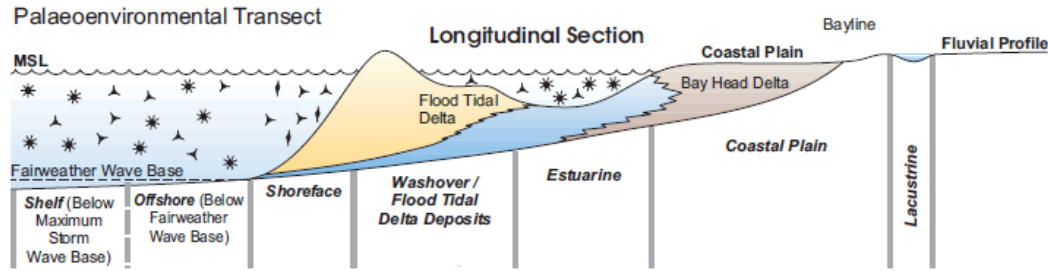 Palaeoenvironmental Transect
Longitudinal Section
Bayline
MSL
Coastal Plain
Fluvial Profile
Flood Tidal
Delta
Bay Head Delta
Fairweather Wave Base
Shelf (Below
Maximum
Storm
Wave Base)
Offshore (Below
Fairweather
Wave Base)
Shoreface
Washover /
Flood Tidal
Delta Deposits
Estuarine
Coastal Plain
Lacustrine